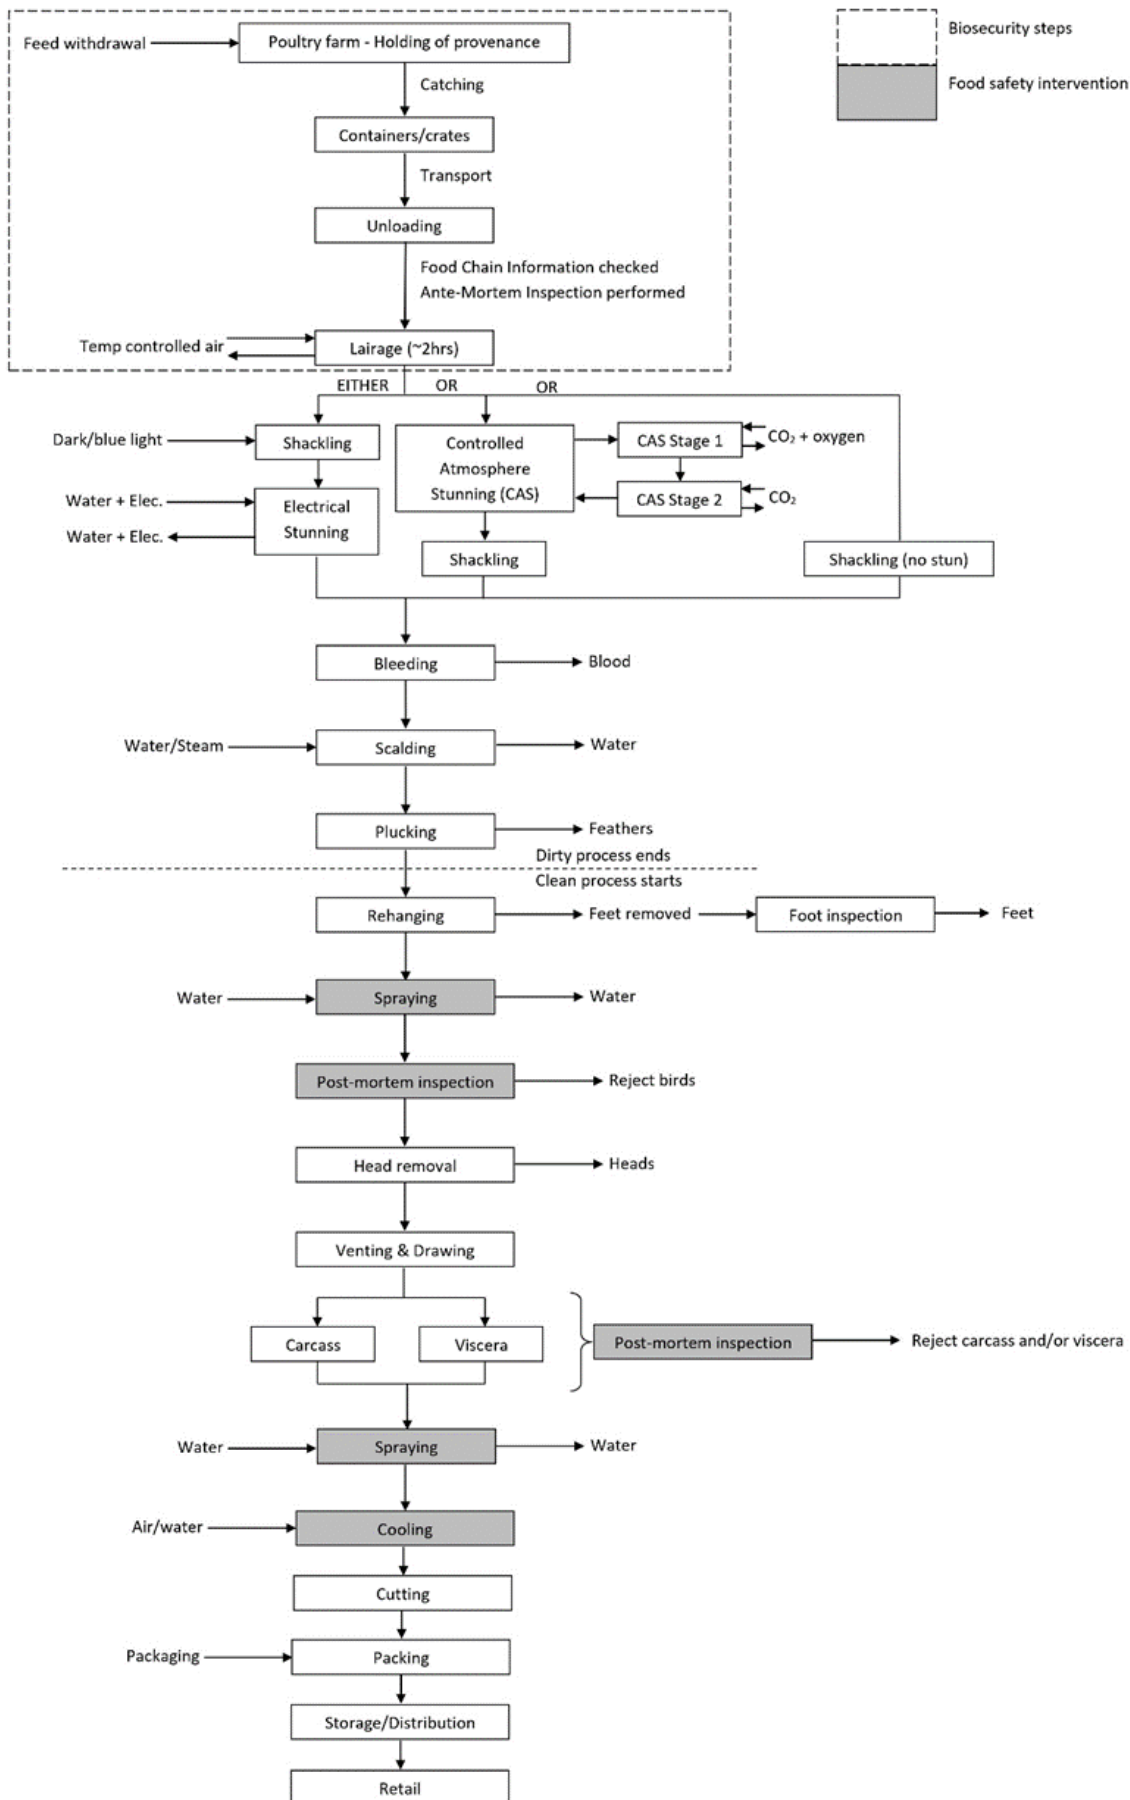 Biosecurity steps
Food safety intervention
Feed withdrawal
Poultry farm - Holding of provenance
Catching
Containers/crates
Transport
Unloading
Food Chain Information checked
Ante-Mortem Inspection performed
Temp controlled air
Lairage (~2hrs)
EITHER
OR
OR
Dark/blue light
Shackling
Water + Elec.
Water + Elec.
Electrical
Stunning
Controlled
Atmosphere
Stunning (CAS)
CAS Stage 1
CO₂ + oxygen
CAS Stage 2
CO₂
Shackling
Shackling (no stun)
Bleeding
Blood
Water/Steam
Scalding
Water
Plucking
Feathers
Dirty process ends
Clean process starts
Rehanging
Feet removed
Foot inspection
Feet
Water
Spraying
Water
Post-mortem inspection
Reject birds
Head removal
Heads
Venting & Drawing
Carcass
Viscera
Post-mortem inspection
Reject carcass and/or viscera
Water
Spraying
Water
Air/water
Cooling
Cutting
Packaging
Packing
Storage/Distribution
Retail